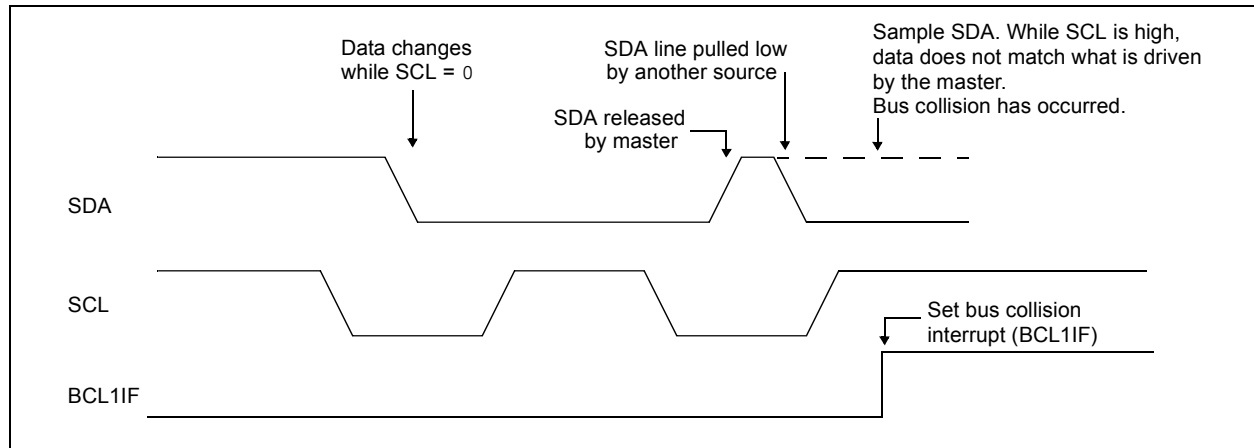 Data changes
while SCL = 0
SDA line pulled low
by another source
Sample SDA. While SCL is high,
data does not match what is driven
by the master.
Bus collision has occurred.
SDA released
by master
SDA
SCL
Set bus collision
interrupt (BCL1IF)
BCL1IF